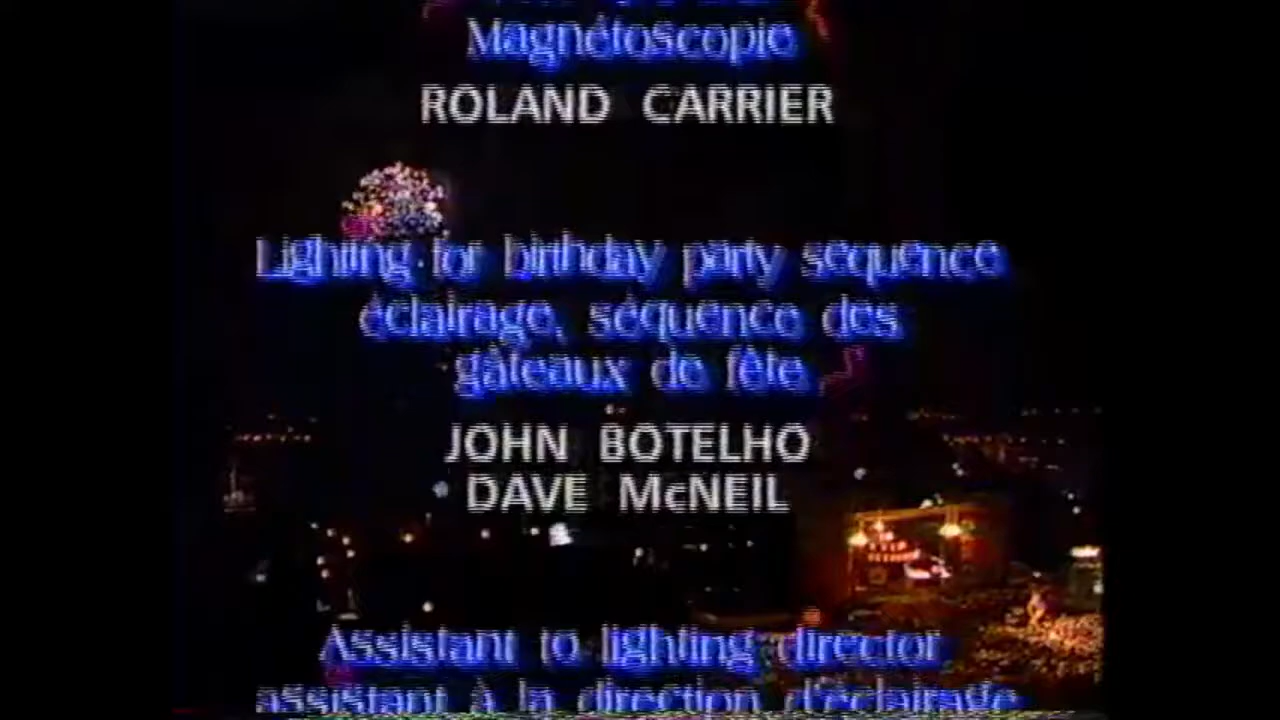 Magnétoscopie
ROLAND CARRIER
Lighting for birthday party sequence
éclairage, séquence des
gâteaux de fête
JOHN BOTELHO
DAVE McNEIL
Assistant to lighting director
assistant à la direction d'éclairage